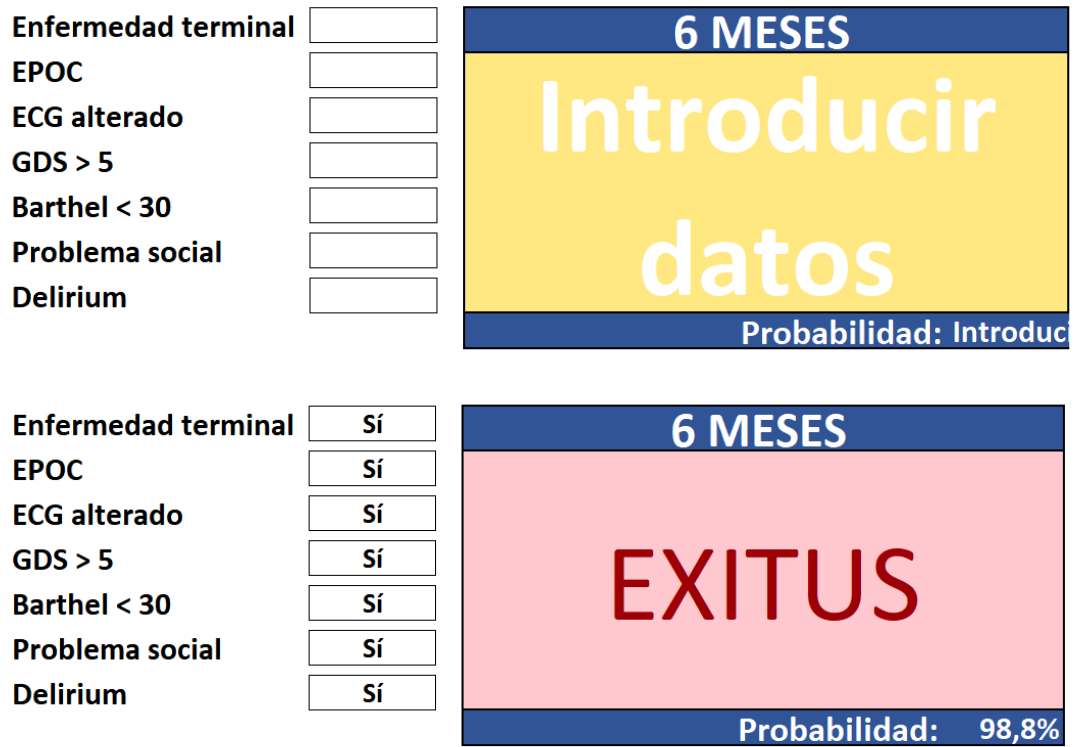 Enfermedad terminal
EPOC
ECG alterado
GDS > 5
Barthel < 30
Problema social
Delirium
6 MESES
Introducir
datos
Probabilidad: Introduci
Enfermedad terminal Sí
EPOC Sí
ECG alterado Sí
GDS > 5 Sí
Barthel < 30 Sí
Problema social Sí
Delirium Sí
6 MESES
EXITUS
Probabilidad: 98,8%